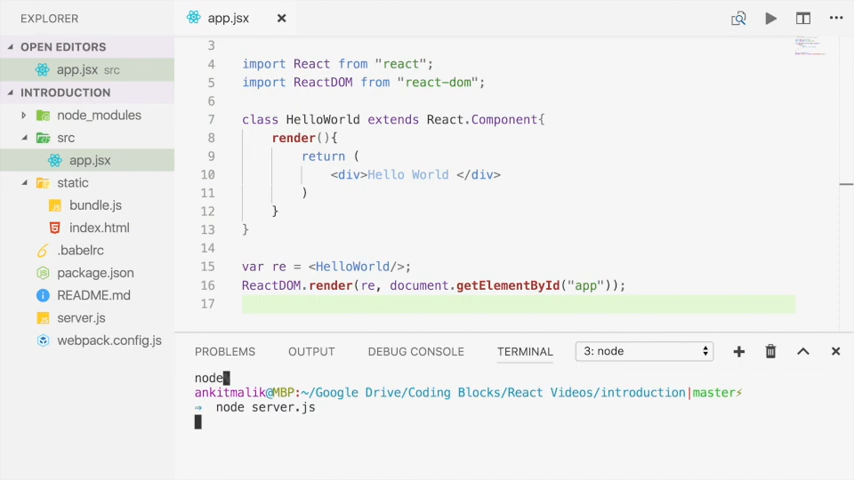 EXPLORER
OPEN EDITORS
app.jsx src
INTRODUCTION
node_modules
src
app.jsx
static
bundle.js
index.html
.babelrc
package.json
README.md
server.js
webpack.config.js
app.jsx
3
4 import React from "react";
5 import ReactDOM from "react-dom";
6
7 class HelloWorld extends React.Component{
8 render(){
9 return (
10 <div>Hello World </div>
11 )
12 }
13 }
14
15 var re = <HelloWorld/>;
16 ReactDOM.render(re, document.getElementById("app"));
17
PROBLEMS OUTPUT DEBUG CONSOLE TERMINAL 3: node
node
ankitmalik@MBP:~/Google Drive/Coding Blocks/React Videos/introduction|master⚡
⇒ node server.js